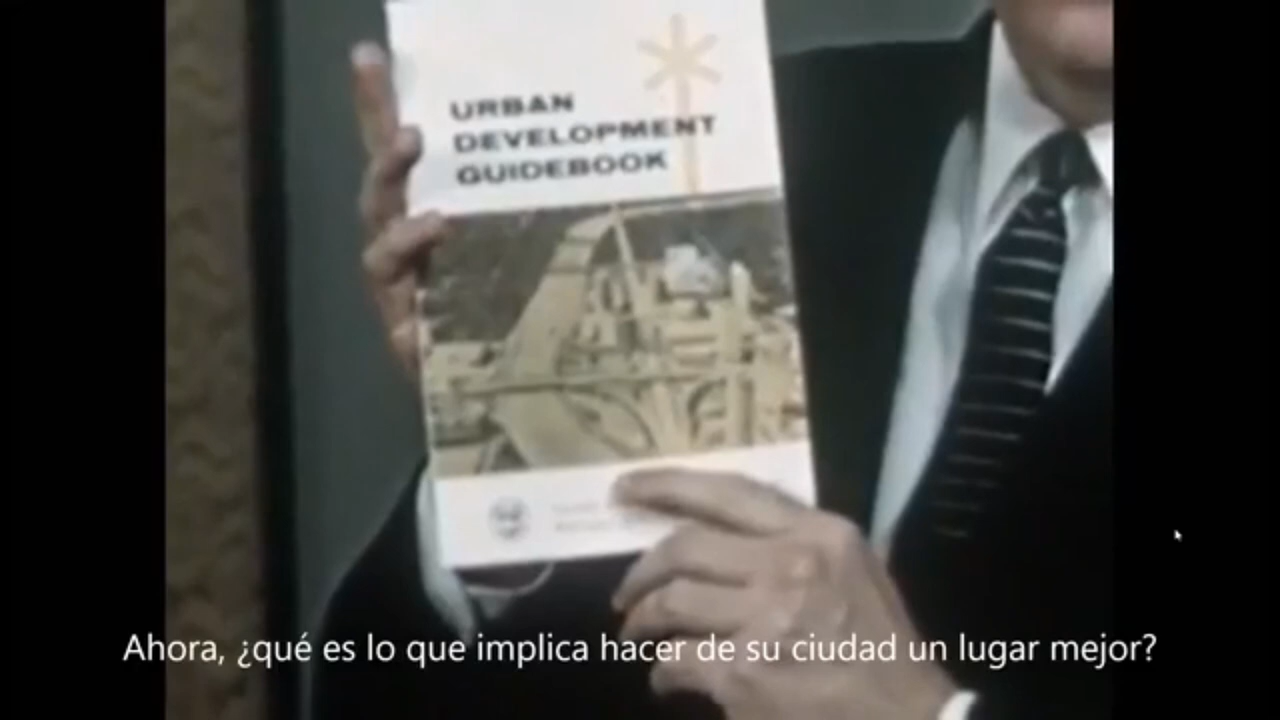 URBAN
DEVELOPMENT
GUIDEBOOK
Ahora, ¿qué es lo que implica hacer de su ciudad un lugar mejor?